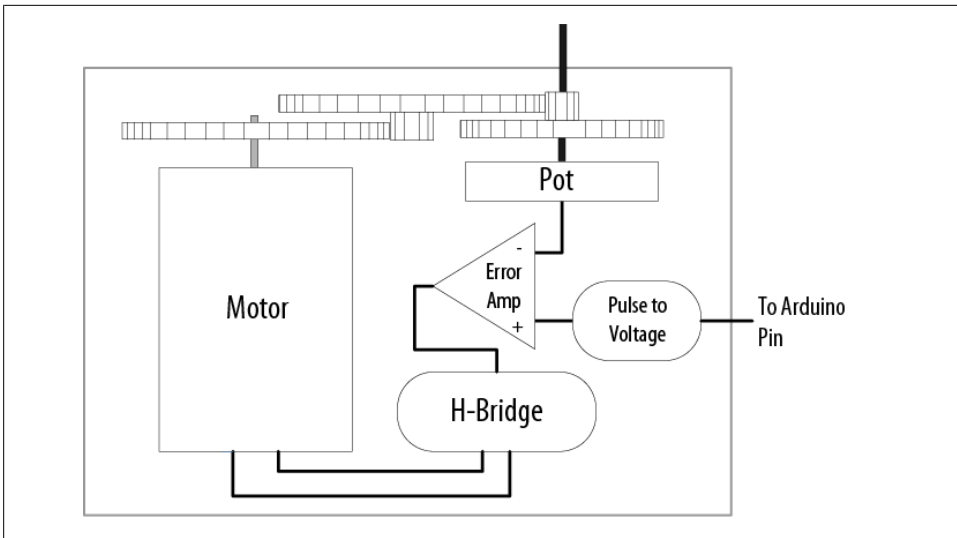 Pot
-
Error
Amp
+
Motor
Pulse to
Voltage
To Arduino
Pin
H-Bridge